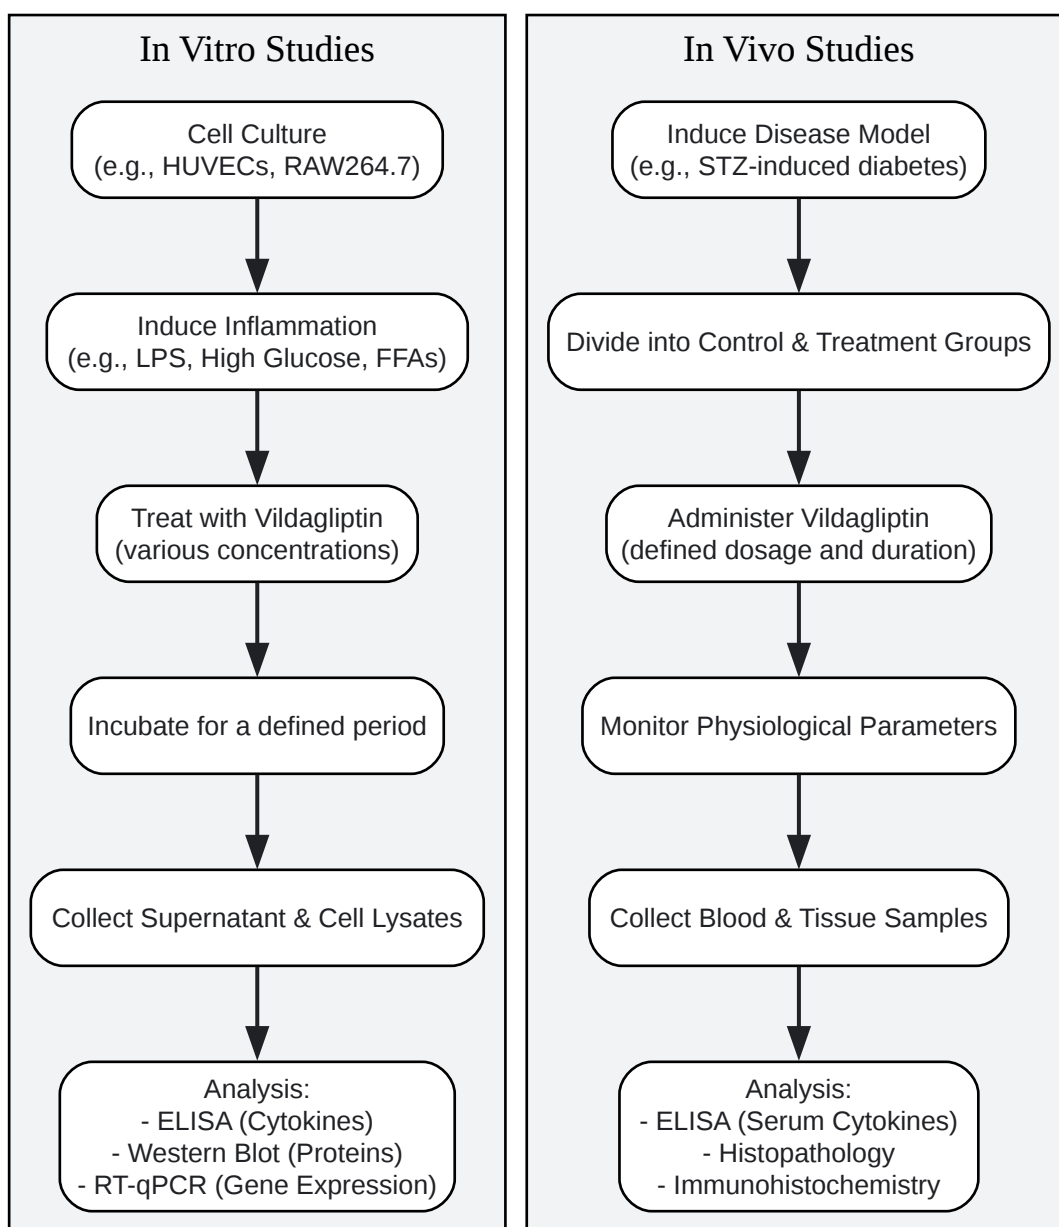 In Vitro Studies
Cell Culture
(e.g., HUVECs, RAW264.7)
Induce Inflammation
(e.g., LPS, High Glucose, FFAs)
Treat with Vildagliptin
(various concentrations)
Incubate for a defined period
Collect Supernatant & Cell Lysates
Analysis:
- ELISA (Cytokines)
- Western Blot (Proteins)
- RT-qPCR (Gene Expression)
In Vivo Studies
Induce Disease Model
(e.g., STZ-induced diabetes)
Divide into Control & Treatment Groups
Administer Vildagliptin
(defined dosage and duration)
Monitor Physiological Parameters
Collect Blood & Tissue Samples
Analysis:
- ELISA (Serum Cytokines)
- Histopathology
- Immunohistochemistry